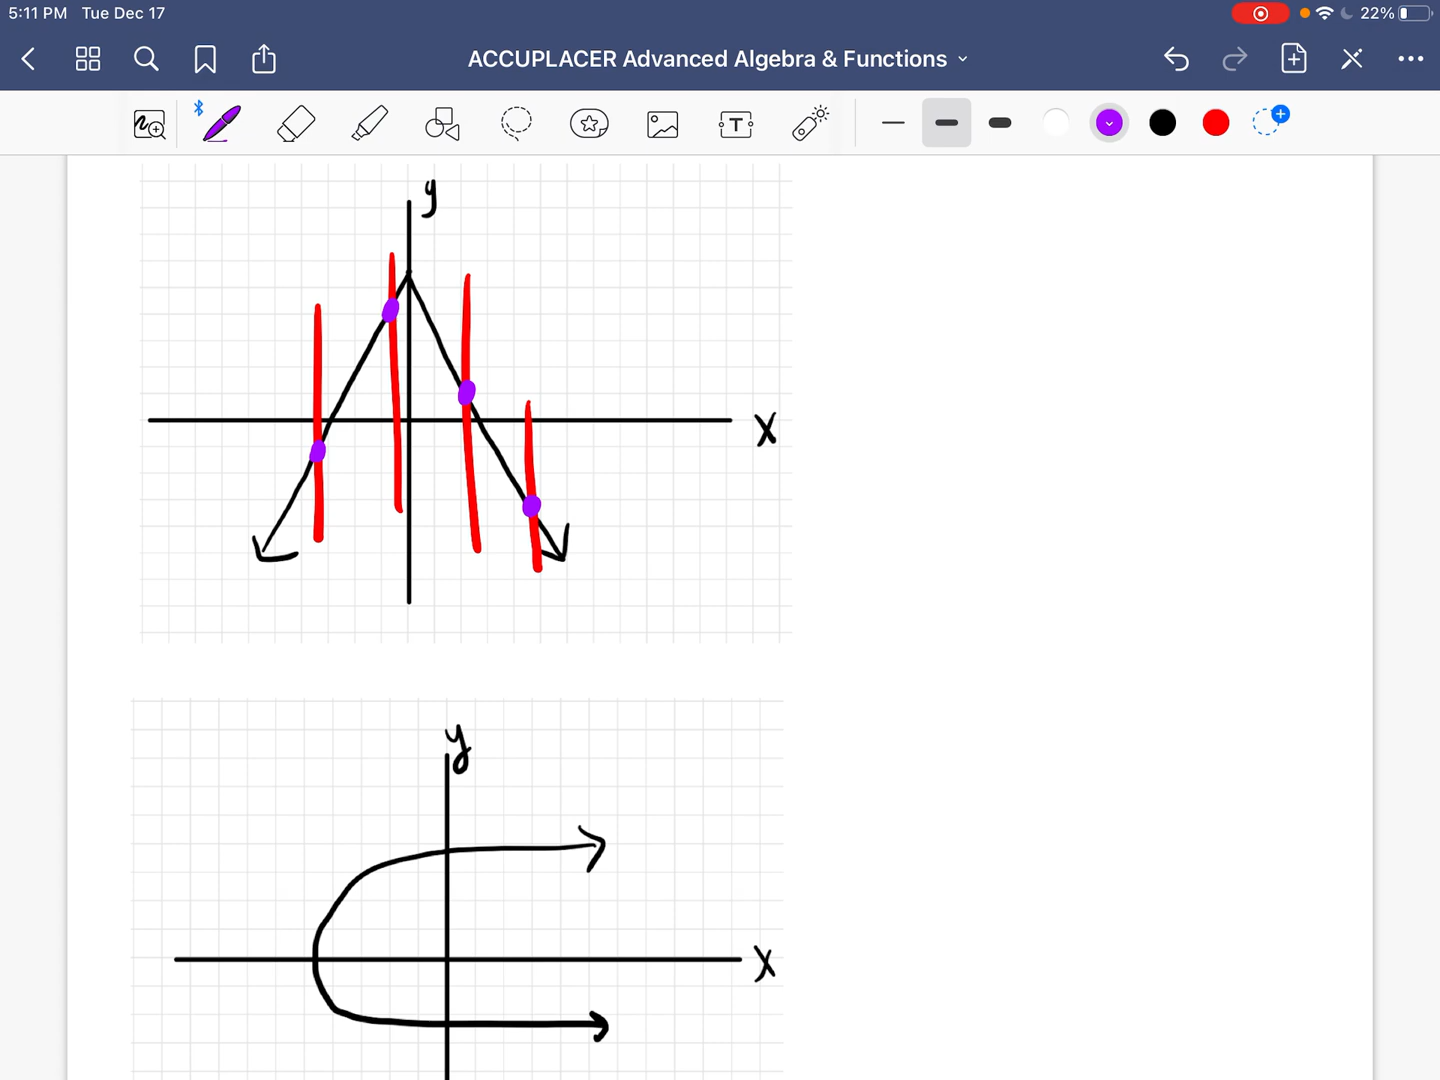 5:11 PM Tue Dec 17
22%
ACCUPLACER Advanced Algebra & Functions
T
y
x
y
x